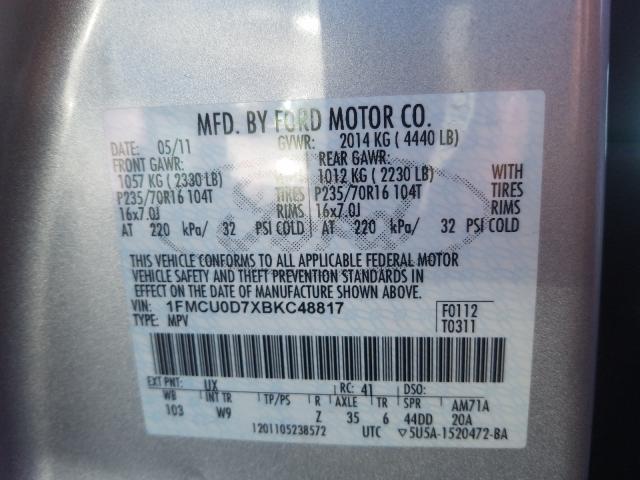 MFD. BY FORD MOTOR CO.
DATE: 05/11 GVWR: 2014 KG ( 4440 LB)
FRONT GAWR: REAR GAWR:
1057 KG ( 2330 LB) 1012 KG ( 2230 LB) WITH
P235/70R16 104T TIRES P235/70R16 104T TIRES
16x7.0J RIMS 16x7.0J RIMS
AT 220 kPa/ 32 PSI COLD AT 220 kPa/ 32 PSI COLD
THIS VEHICLE CONFORMS TO ALL APPLICABLE FEDERAL MOTOR
VEHICLE SAFETY AND THEFT PREVENTION STANDARDS IN
EFFECT ON THE DATE OF MANUFACTURE SHOWN ABOVE.
VIN: 1FMCU0D7XBKC48817 F0112
TYPE: MPV T0311
EXT PNT: UX RC: 41 DSO:
WB INT TR TP/PS R AXLE TR SPR AM71A
103 W9 Z 35 6 44DD 20A
1201105238572 UTC ▽5U5A-1520472-BA